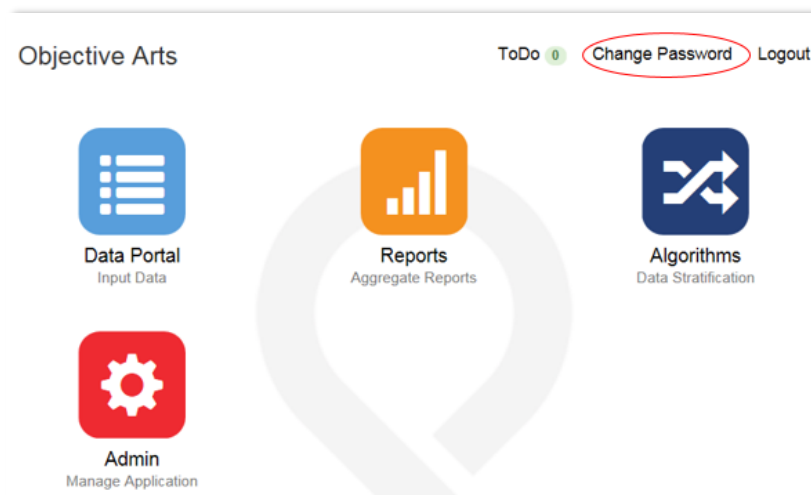 Objective Arts
ToDo 0 Change Password Logout
Data Portal
Input Data
Reports
Aggregate Reports
Algorithms
Data Stratification
Admin
Manage Application